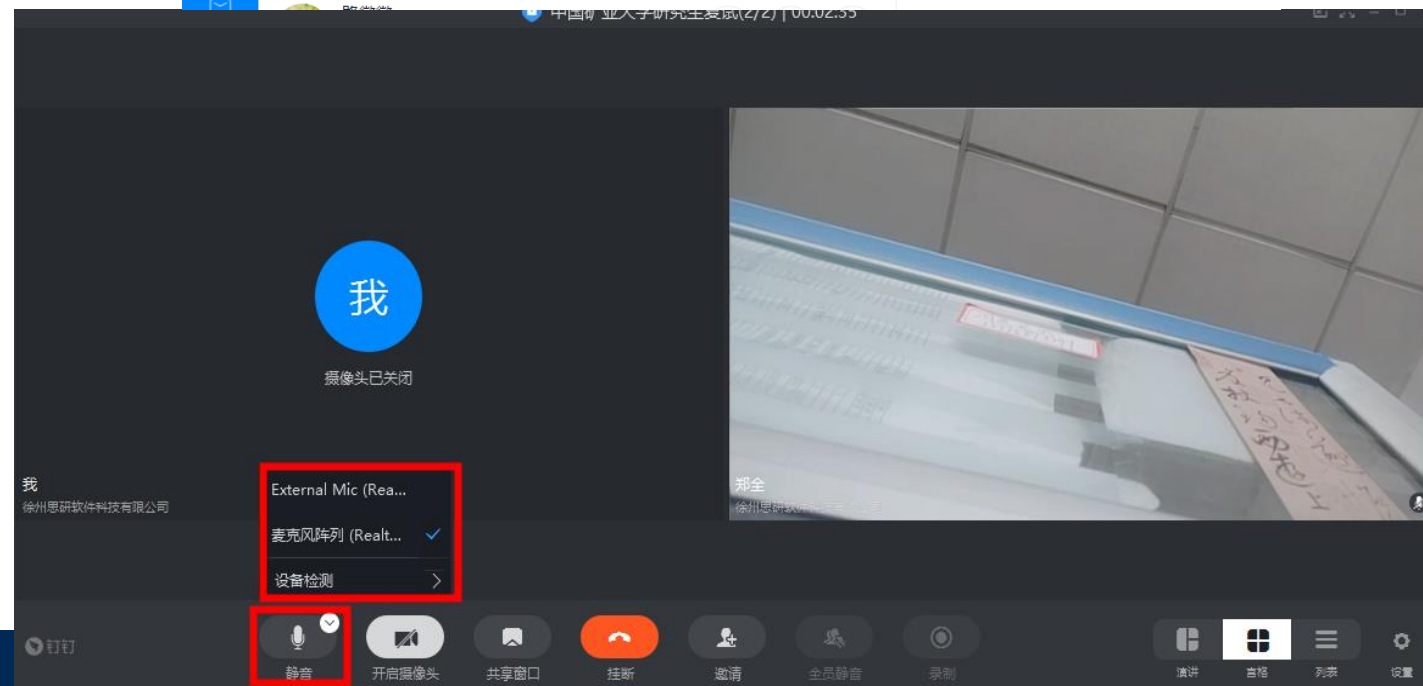 中国矿业大学研究生复试(2/2) | 00:02:33
我
摄像头已关闭
我
徐州思研软件科技有限公司
郑全
External Mic (Rea...
麦克风阵列 (Realt...
设备检测
钉钉
静音
开启摄像头
共享窗口
挂断
邀请
全员静音
录制
演讲
宫格
列表
设置